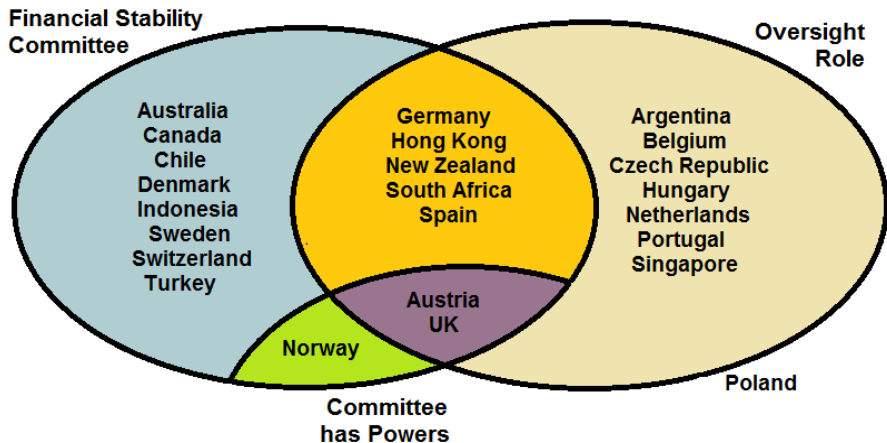 Financial Stability
Committee
Oversight
Role
Australia
Canada
Chile
Denmark
Indonesia
Sweden
Switzerland
Turkey
Germany
Hong Kong
New Zealand
South Africa
Spain
Argentina
Belgium
Czech Republic
Hungary
Netherlands
Portugal
Singapore
Austria
UK
Norway
Poland
Committee
has Powers